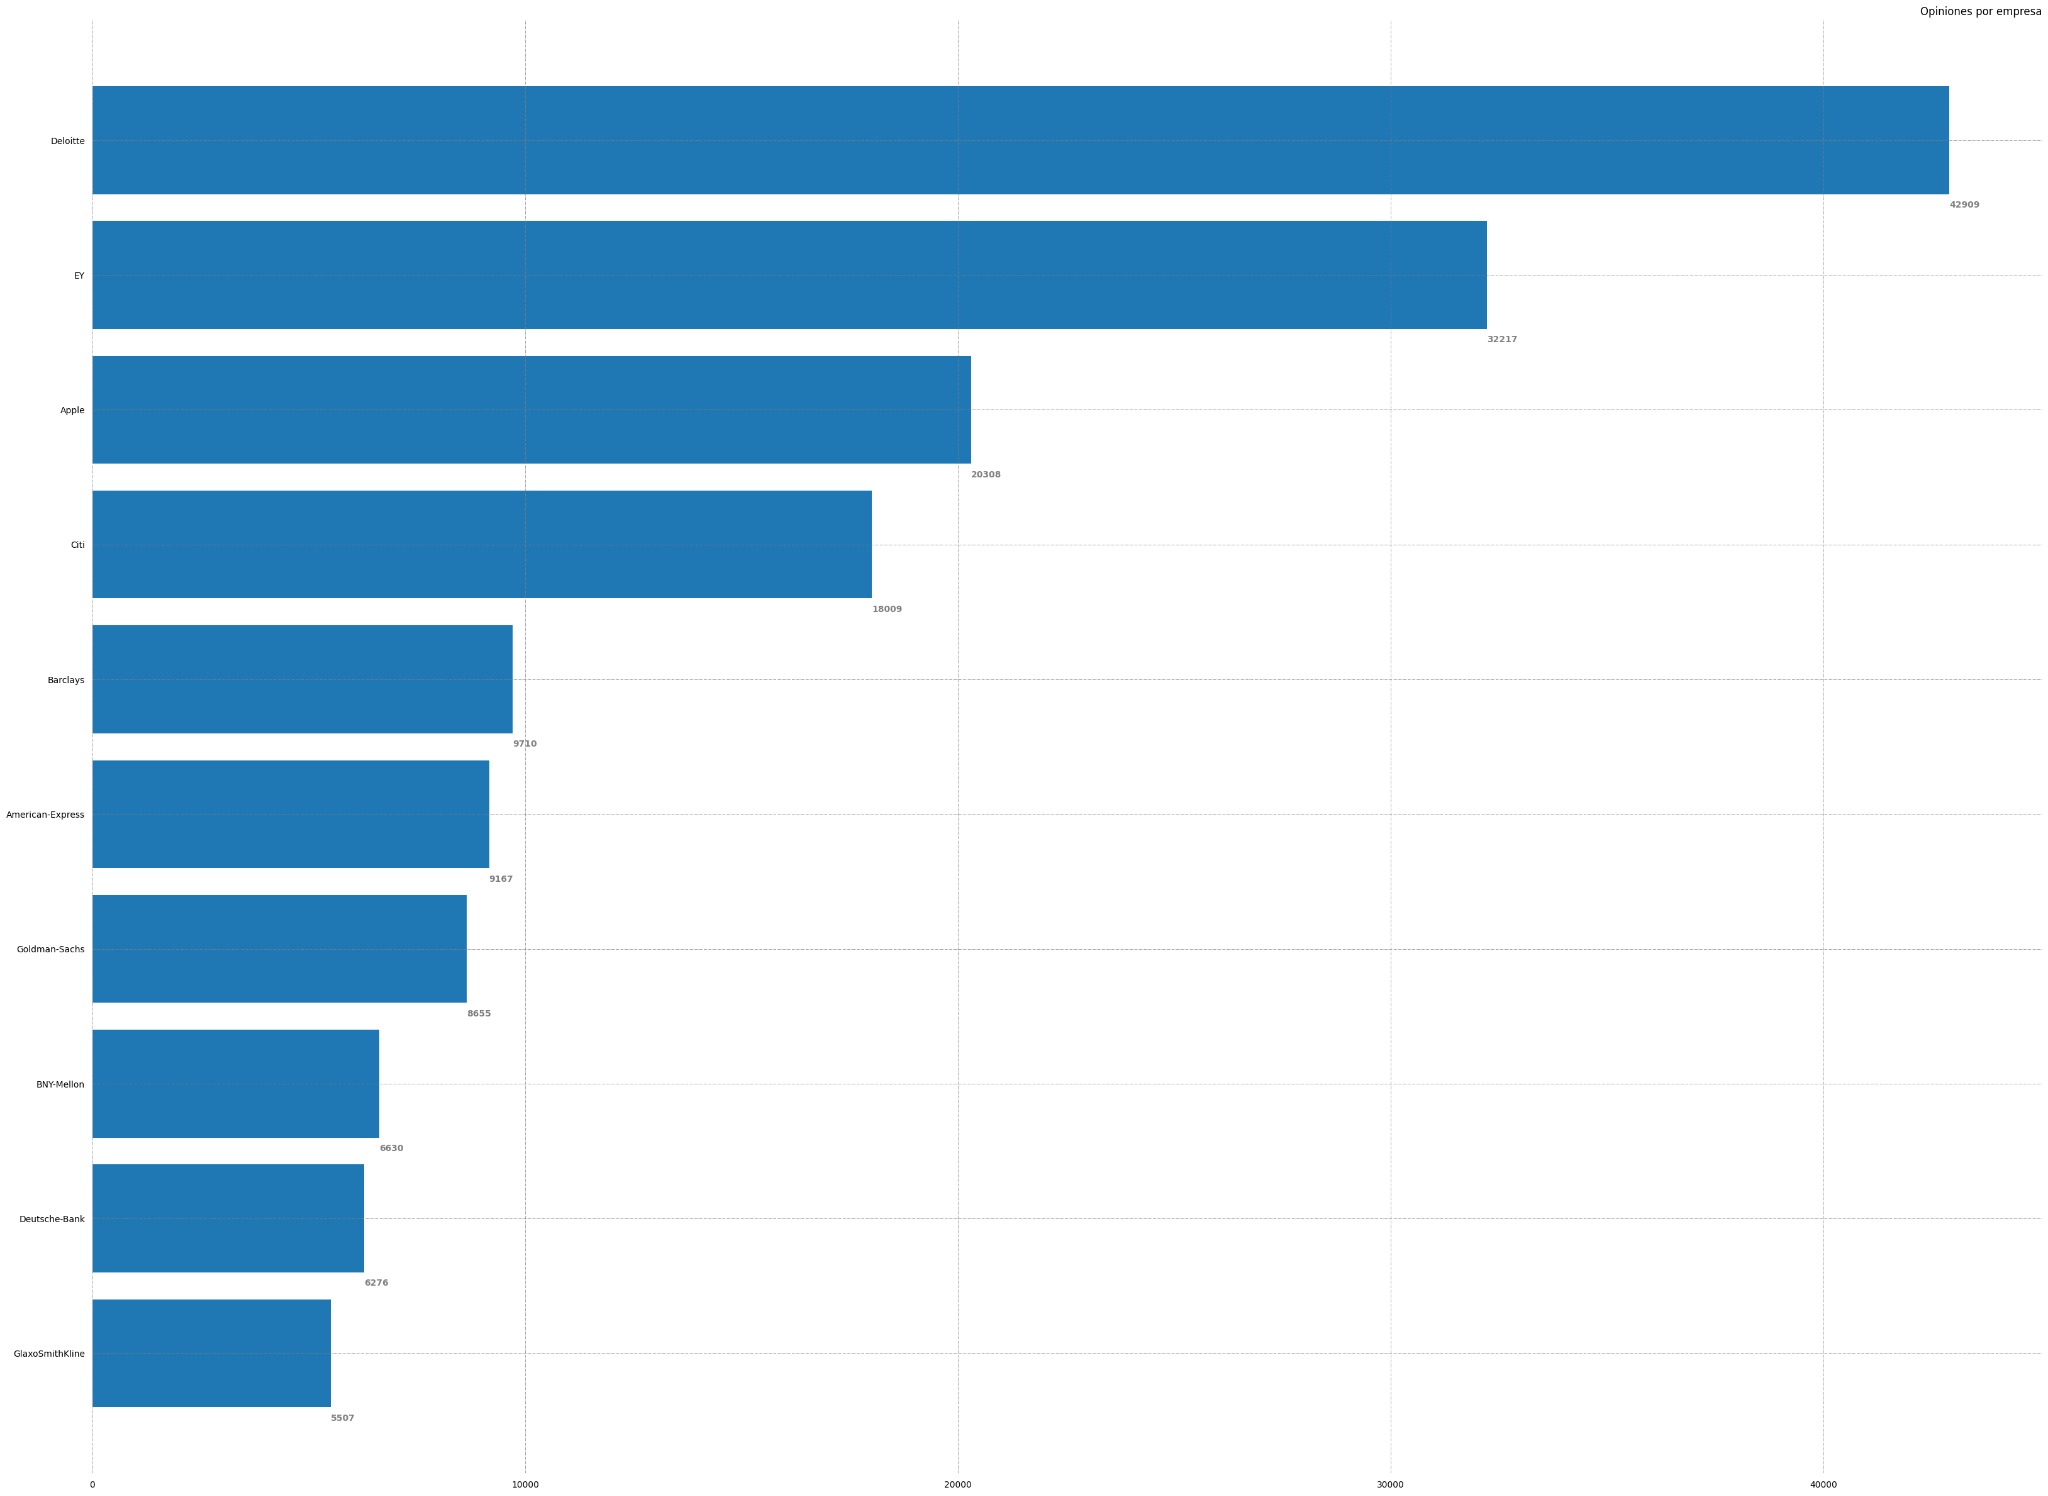 Opiniones por empresa
Deloitte
42909
EY
32217
Apple
20308
Citi
18009
Barclays
9710
American-Express
9167
Goldman-Sachs
8655
BNY-Mellon
6630
Deutsche-Bank
6276
GlaxoSmithKline
5507
0 10000 20000 30000 40000